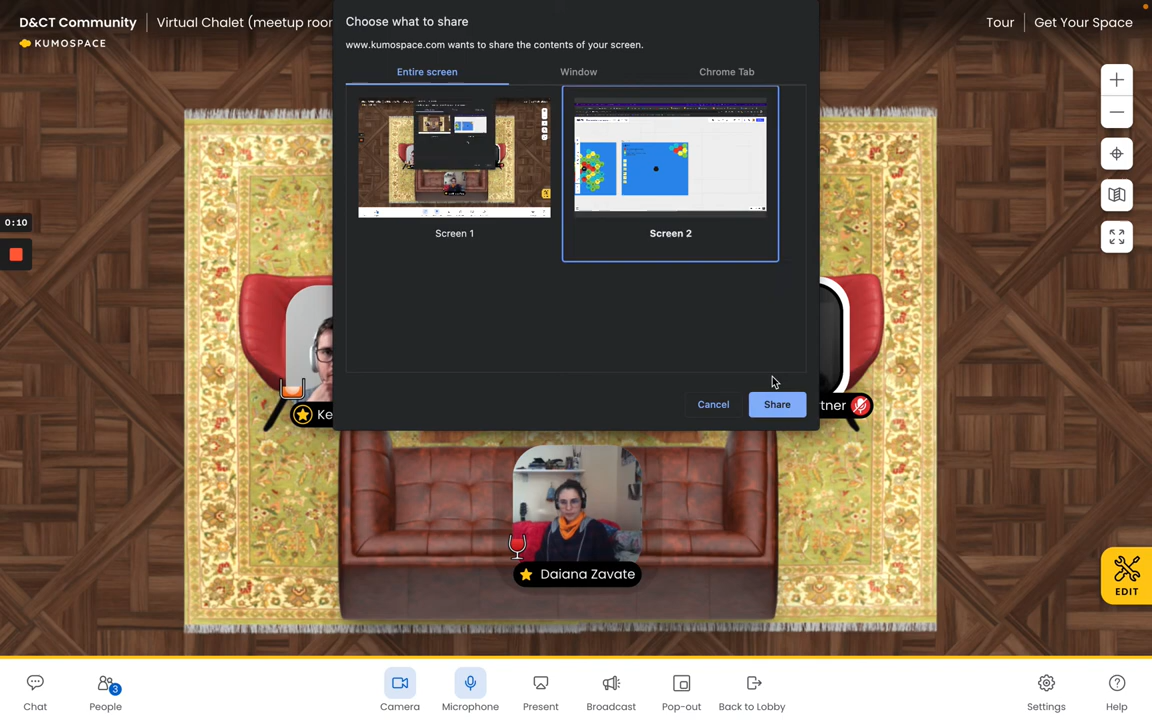 D&CT Community
Virtual Chalet (meetup roor
KUMOSPACE
Choose what to share
www.kumospace.com wants to share the contents of your screen.
Entire screen
Window
Chrome Tab
Screen 1
Screen 2
Cancel
Share
Tour
Get Your Space
0:10
Ke
tner
Daiana Zavate
EDIT
Chat
3
People
Camera
Microphone
Present
Broadcast
Pop-out
Back to Lobby
Settings
Help